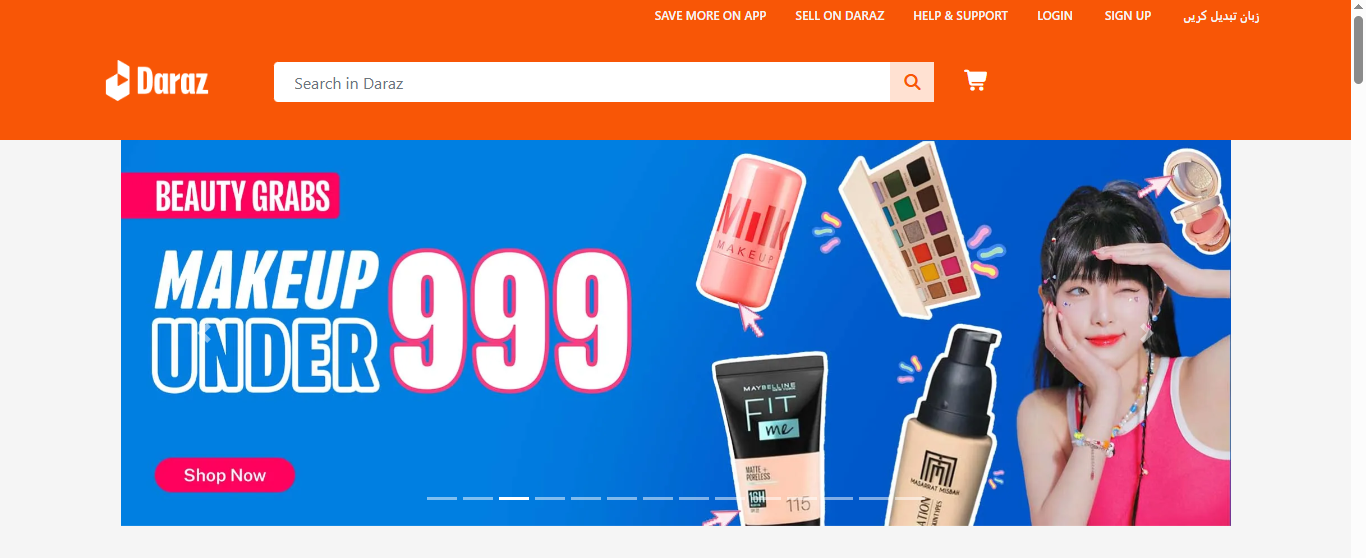 SAVE MORE ON APP SELL ON DARAZ HELP & SUPPORT LOGIN SIGN UP زبان تبدیل کریں
Daraz
Search in Daraz
BEAUTY GRABS
MAKEUP
UNDER
999
Shop Now
Milk
MAKEUP
MAYBELLINE
FIT
me
MATTE +
PORELESS
16H
115
MASARRAT MISBAH